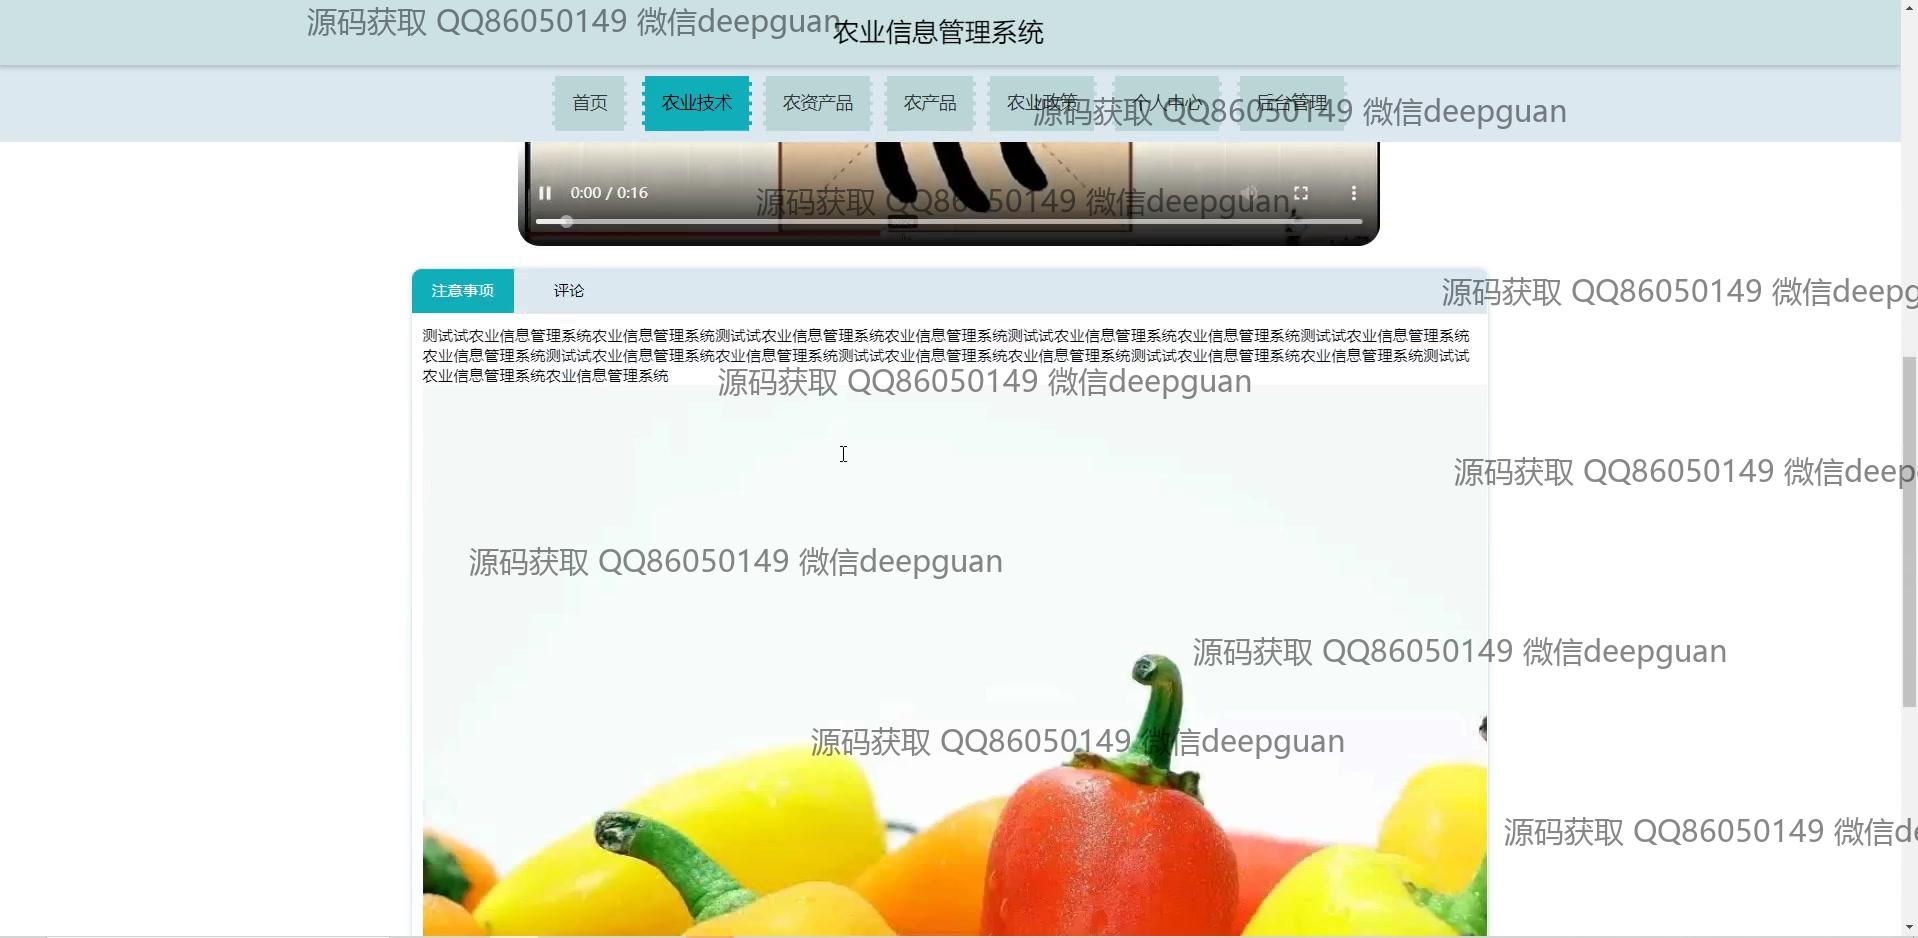 源码获取 QQ86050149 微信deepguan
农业信息管理系统
首页 农业技术 农资产品 农产品 农业政策 个人中心 后台管理
源码获取 QQ86050149 微信deepguan
0:00 / 0:16
源码获取 QQ86050149 微信deepguan
注意事项 评论
源码获取 QQ86050149 微信deepg
测试试农业信息管理系统农业信息管理系统测试试农业信息管理系统农业信息管理系统测试试农业信息管理系统农业信息管理系统测试试农业信息管理系统
农业信息管理系统测试试农业信息管理系统农业信息管理系统测试试农业信息管理系统农业信息管理系统测试试农业信息管理系统农业信息管理系统测试试
农业信息管理系统农业信息管理系统
源码获取 QQ86050149 微信deepguan
源码获取 QQ86050149 微信deep
源码获取 QQ86050149 微信deepguan
源码获取 QQ86050149 微信deepguan
源码获取 QQ86050149 微信deepguan
源码获取 QQ86050149 微信de